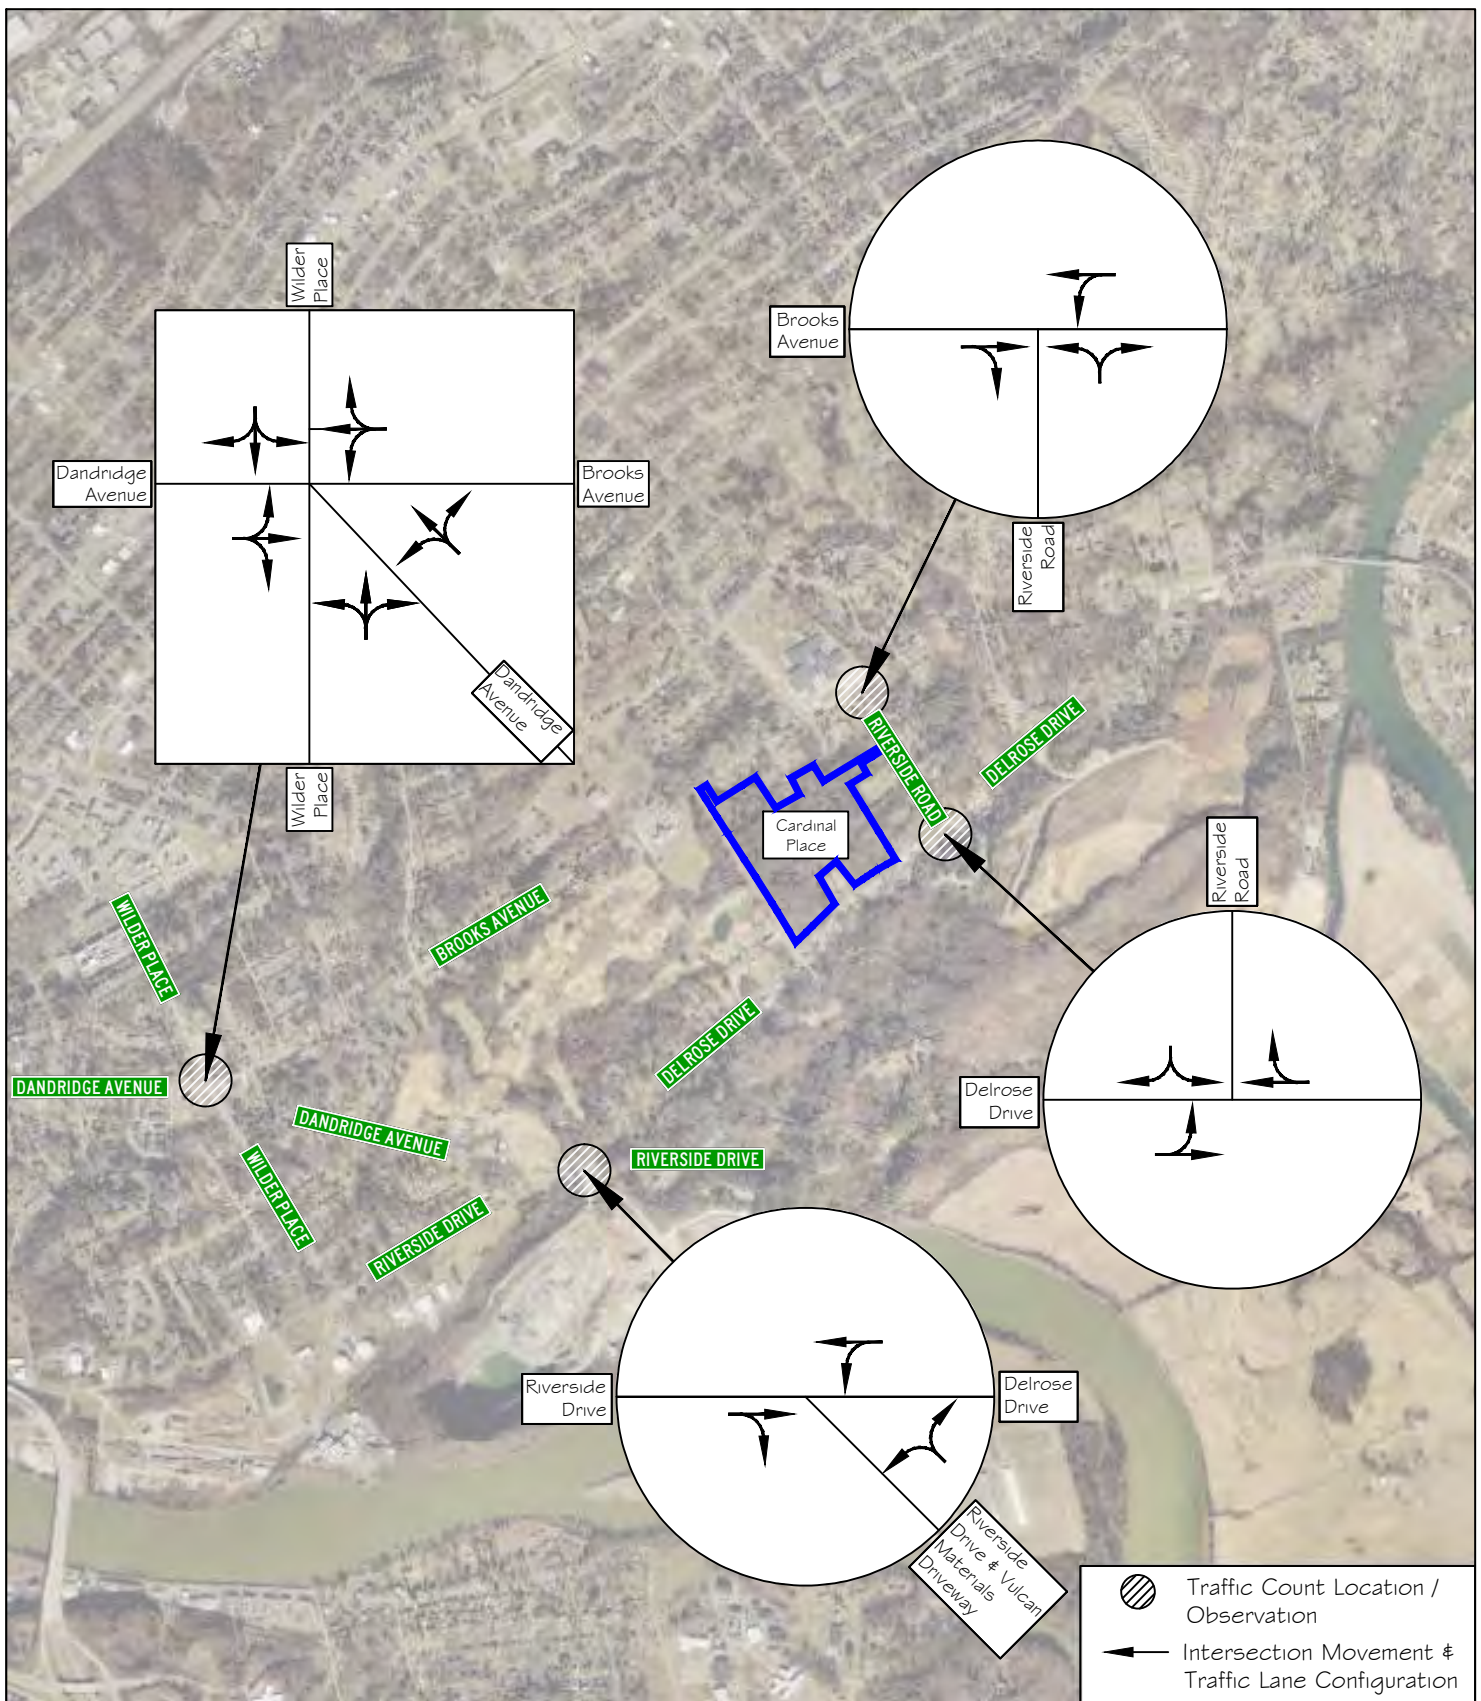 Wilder
Place
Brooks
Avenue
Dandridge
Avenue
Brooks
Avenue
Riverside
Road
Dandridge
Avenue
RIVERSIDE ROAD
DELROSE DRIVE
Wilder
Place
Cardinal
Place
Riverside
Road
WILDER PLACE
BROOKS AVENUE
DELROSE DRIVE
Delrose
Drive
DANDRIDGE AVENUE
DANDRIDGE AVENUE
RIVERSIDE DRIVE
WILDER PLACE
RIVERSIDE DRIVE
Riverside
Drive
Delrose
Drive
Riverside
Drive & Vulcan
Materials
Driveway
Traffic Count Location /
Observation
Intersection Movement &
Traffic Lane Configuration